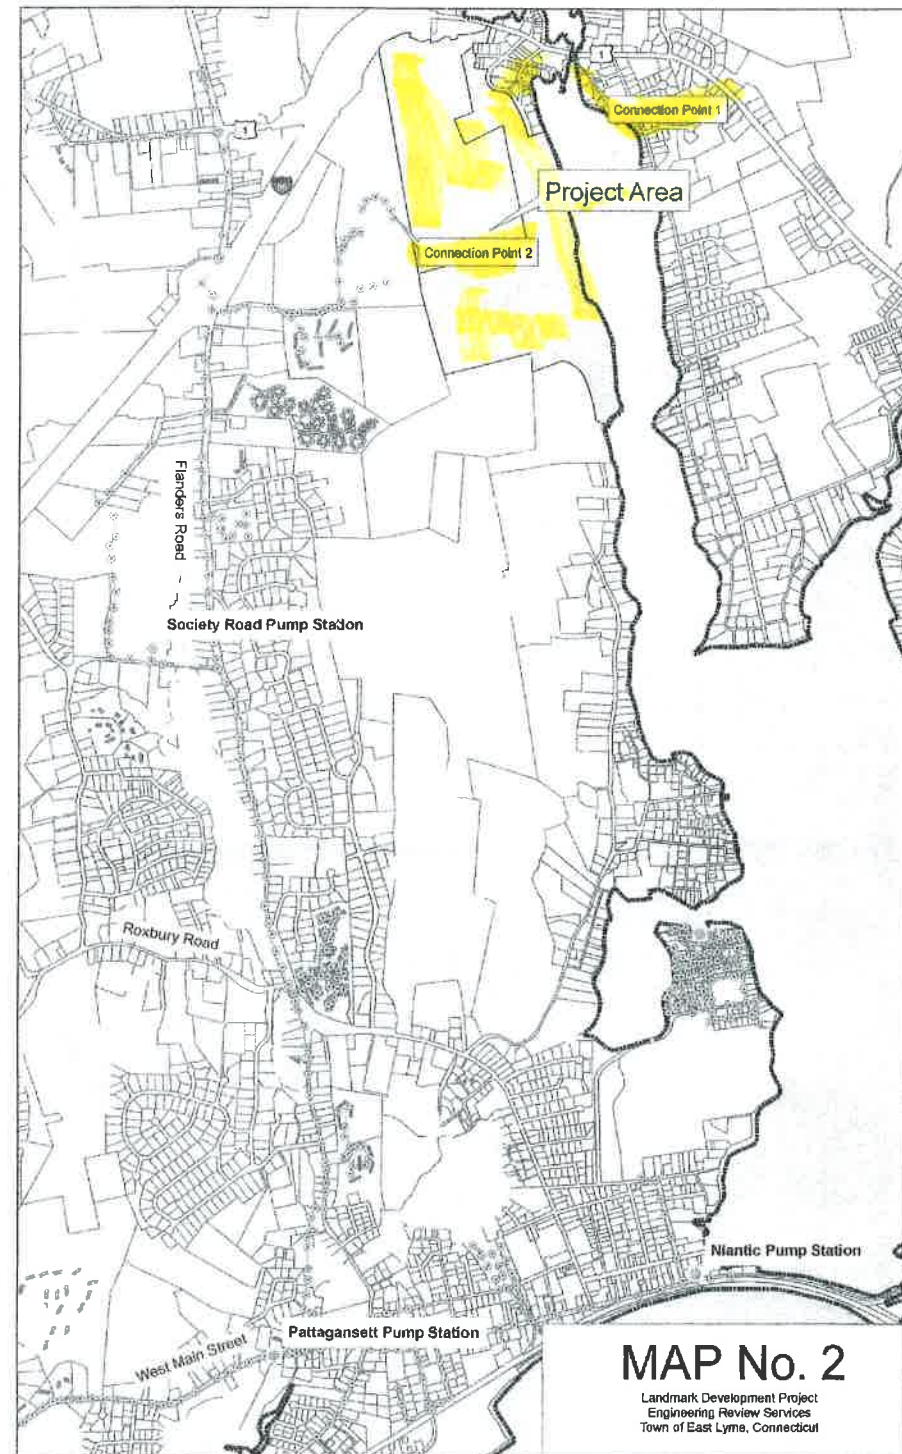 1
Connection Point 1
1
Project Area
Connection Point 2
Flanders Road
Society Road Pump Station
Roxbury Road
Niantic Pump Station
Pattagansett Pump Station
West Main Street
MAP No. 2
Landmark Development Project
Engineering Review Services
Town of East Lyme, Connecticut